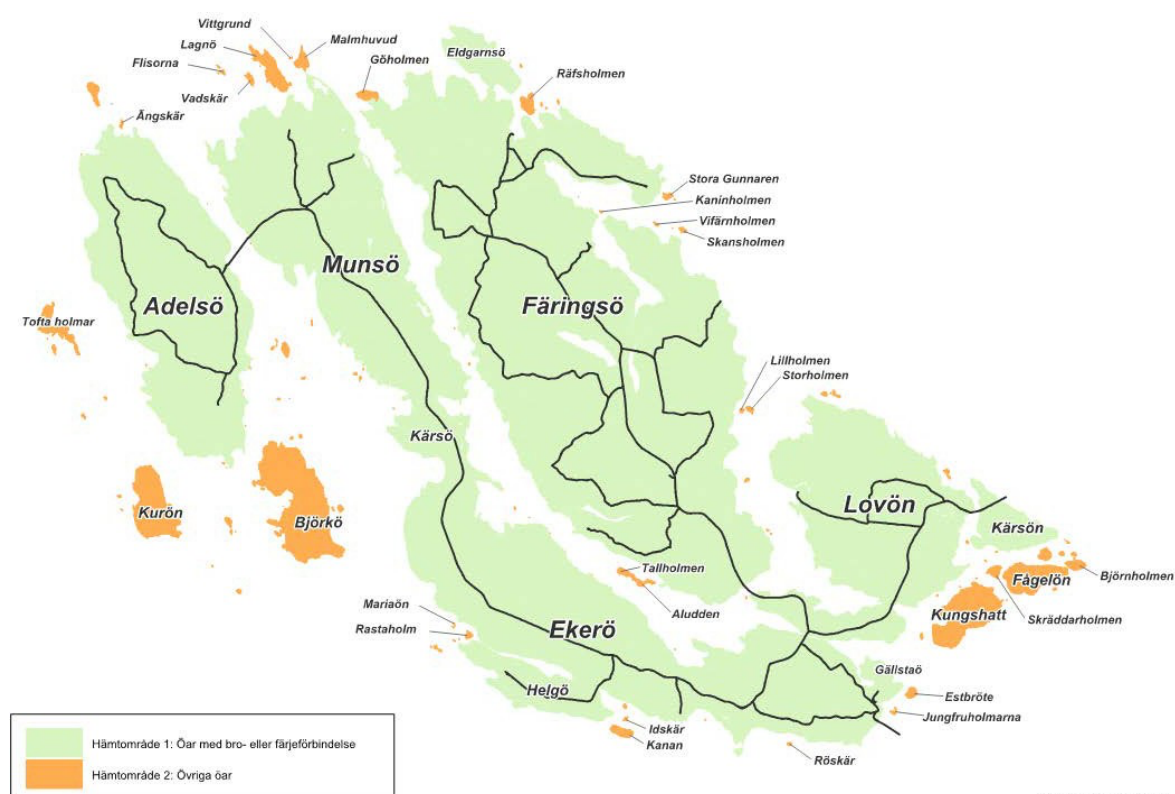 Vittgrund
Lagnö
Malmhuvud
Flisorna
Göholmen
Eldgarnsö
Räfsholmen
Vadskär
Ängskär
Stora Gunnaren
Kaninholmen
Vifärnholmen
Skansholmen
Munsö
Adelsö
Färingsö
Tofta holmar
Lillholmen
Storholmen
Kärsö
Kurön
Björkö
Lovön
Kärsön
Tallholmen
Fågelön
Björnholmen
Mariaön
Aludden
Kungshatt
Skräddarholmen
Rastaholm
Ekerö
Gällstaö
Helgö
Estbröte
Jungfruholmarna
Idskär
Kanan
Röskär
Hämtområde 1: Öar med bro- eller färjeförbindelse
Hämtområde 2: Övriga öar